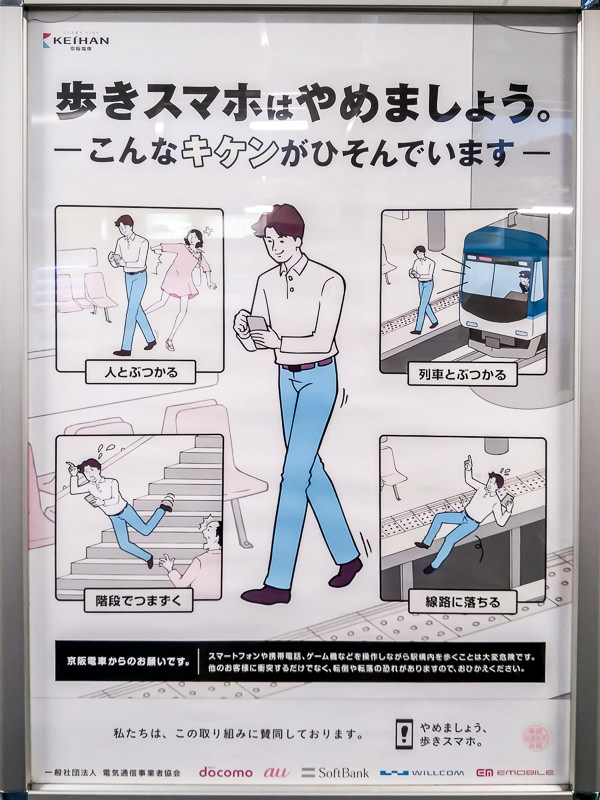 KEIHAN
京阪電車
歩きスマホはやめましょう。
―こんなキケンがひそんでいます―
人とぶつかる
列車とぶつかる
階段でつまずく
線路に落ちる
京阪電車からのお願いです。
スマートフォンや携帯電話、ゲーム機などを操作しながら駅構内を歩くことは大変危険です。
他のお客様に衝突するだけでなく、転倒や転落の恐れがありますので、おひかえください。
私たちは、この取り組みに賛同しております。
やめましょう、
歩きスマホ。
一般社団法人 電気通信事業者協会 docomo au SoftBank WILLCOM EM EMOBILE